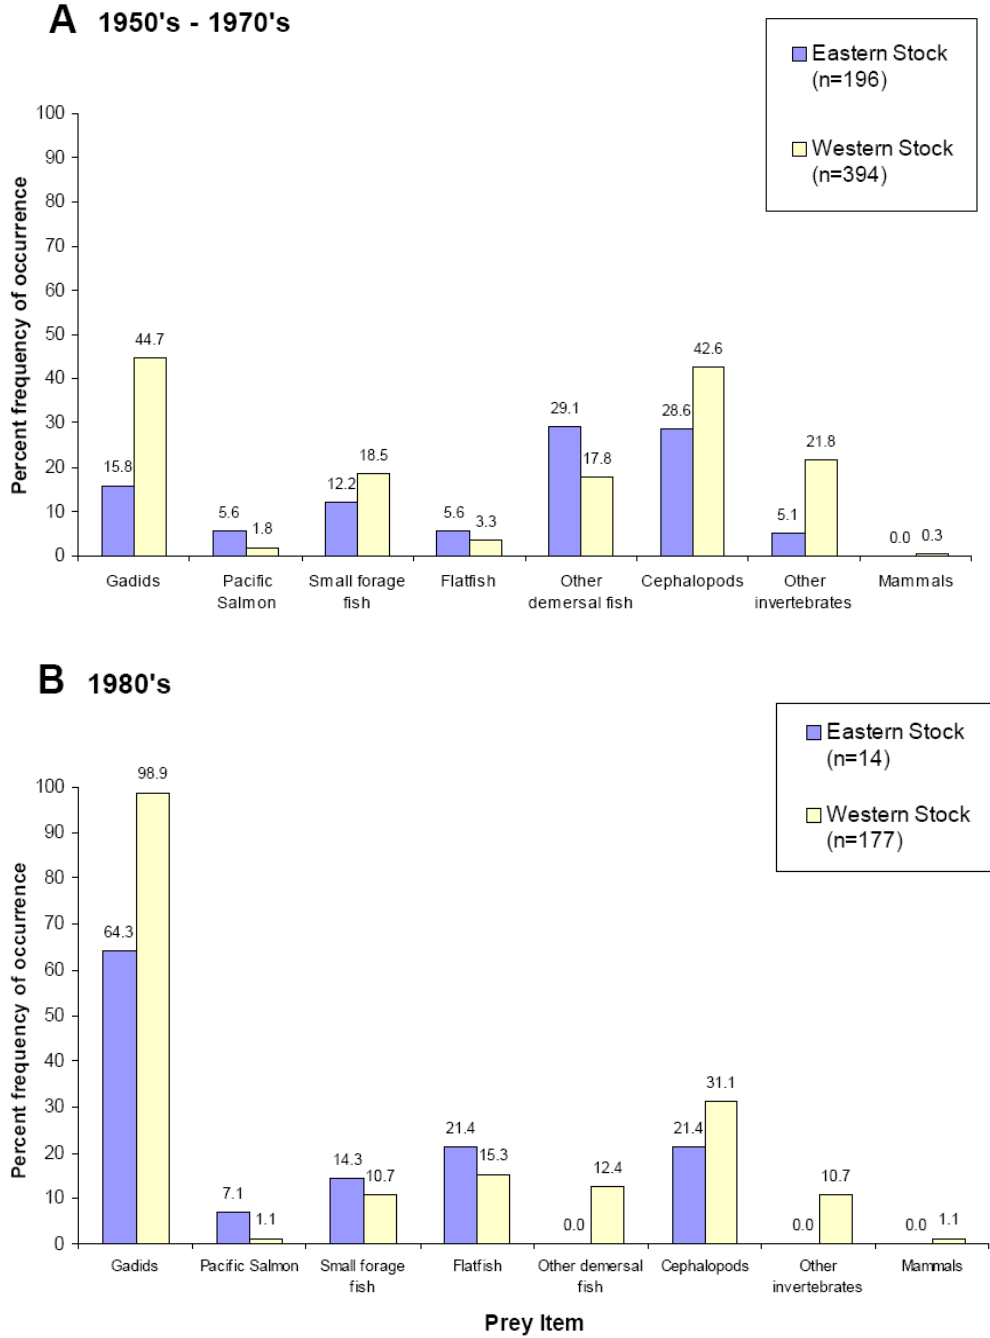 A 1950's - 1970's
Eastern Stock
(n=196)
Western Stock
(n=394)
Percent frequency of occurrence
100
90
80
70
60
50
40
30
20
10
0
15.8
44.7
5.6
1.8
12.2
18.5
5.6
3.3
29.1
17.8
28.6
42.6
5.1
21.8
0.0
0.3
Gadids
Pacific
Salmon
Small forage
fish
Flatfish
Other
demersal fish
Cephalopods
Other
invertebrates
Mammals
B 1980's
Eastern Stock
(n=14)
Western Stock
(n=177)
Percent frequency of occurrence
100
90
80
70
60
50
40
30
20
10
0
64.3
98.9
7.1
1.1
14.3
10.7
21.4
15.3
0.0
12.4
21.4
31.1
0.0
10.7
0.0
1.1
Gadids
Pacific Salmon
Small forage
fish
Flatfish
Other demersal
fish
Cephalopods
Other
invertebrates
Mammals
Prey Item